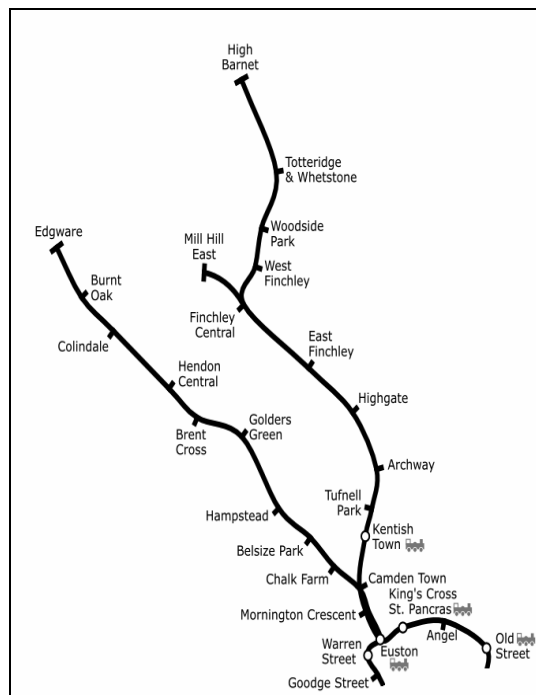 High
Barnet
Totteridge
& Whetstone
Woodside
Park
Edgware
Mill Hill
East
West
Finchley
Burnt
Oak
Finchley
Central
Colindale
East
Finchley
Hendon
Central
Highgate
Golders
Green
Brent
Cross
Archway
Tufnell
Park
Hampstead
Kentish
Town
Belsize Park
Chalk Farm
Camden Town
King's Cross
St. Pancras
Mornington Crescent
Angel
Old
Street
Warren
Street
Euston
Goodge Street